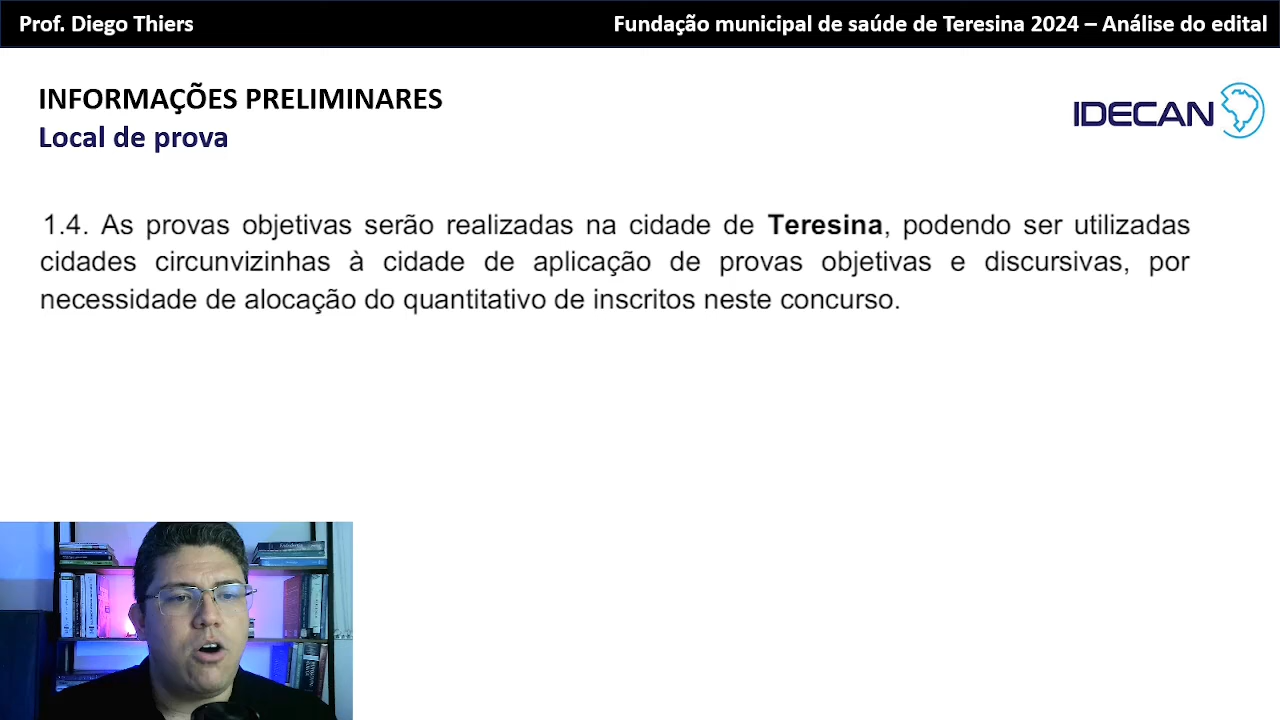 Prof. Diego Thiers
Fundação municipal de saúde de Teresina 2024 – Análise do edital
INFORMAÇÕES PRELIMINARES
Local de prova
IDECAN
1.4. As provas objetivas serão realizadas na cidade de Teresina, podendo ser utilizadas
cidades circunvizinhas à cidade de aplicação de provas objetivas e discursivas, por
necessidade de alocação do quantitativo de inscritos neste concurso.